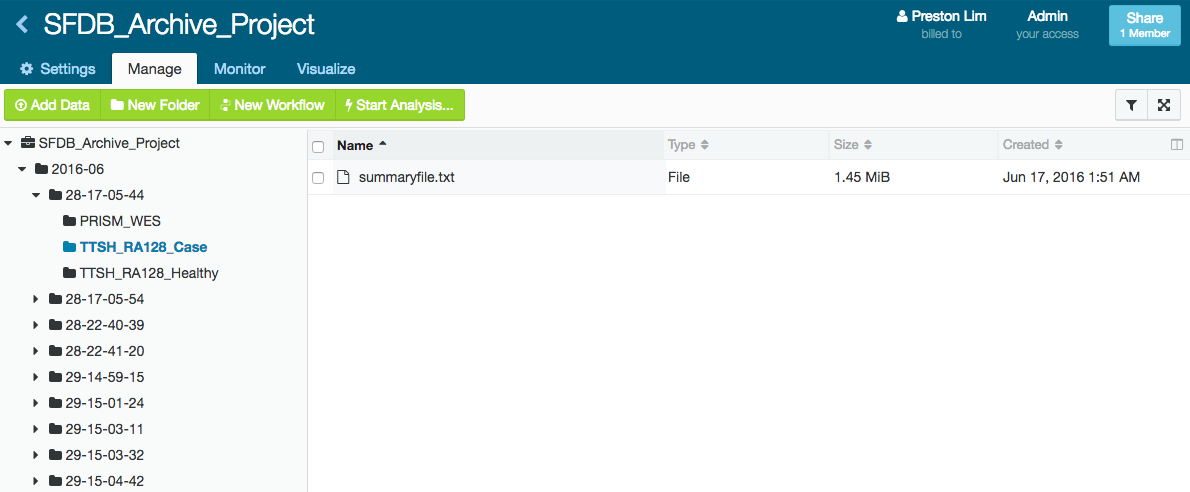 SFDB_Archive_Project
Preston Lim
billed to
Admin
your access
Share
1 Member
Settings
Manage
Monitor
Visualize
Add Data
New Folder
New Workflow
Start Analysis...
SFDB_Archive_Project
2016-06
28-17-05-44
PRISM_WES
TTSH_RA128_Case
TTSH_RA128_Healthy
28-17-05-54
28-22-40-39
28-22-41-20
29-14-59-15
29-15-01-24
29-15-03-11
29-15-03-32
29-15-04-42
Name Type Size Created
summaryfile.txt File 1.45 MiB Jun 17, 2016 1:51 AM